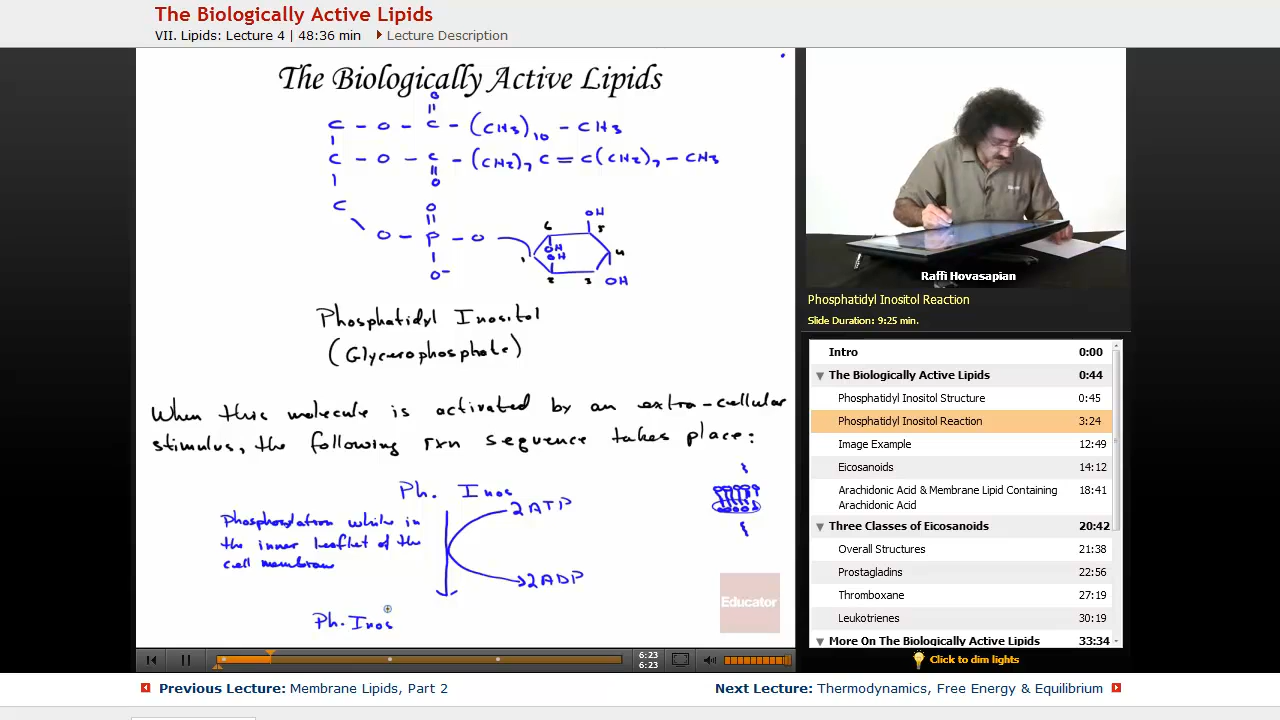 The Biologically Active Lipids
VII. Lipids: Lecture 4 | 48:36 min
Lecture Description
The Biologically Active Lipids
O
C - O - C - (CH3)10 - CH3
C - O - C - (CH2)7 C = C(CH2)7 - CH3
O
C
O
O - P - O
O-
OH
6
5
OH
OH
1
4
2
3
OH
Phosphatidyl Inositol
(Glycerophosphate)
When this molecule is activated by an extra-cellular
stimulus, the following rxn sequence takes place:
Ph. Inos
2ATP
Phosphorylation while in
the inner leaflet of the
cell membrane
2ADP
Ph. Inos
Educator
6:23
6:23
Raffi Hovasapian
Phosphatidyl Inositol Reaction
Slide Duration: 9:25 min.
Intro 0:00
The Biologically Active Lipids 0:44
Phosphatidyl Inositol Structure 0:45
Phosphatidyl Inositol Reaction 3:24
Image Example 12:49
Eicosanoids 14:12
Arachidonic Acid & Membrane Lipid Containing
Arachidonic Acid 18:41
Three Classes of Eicosanoids 20:42
Overall Structures 21:38
Prostagladins 22:56
Thromboxane 27:19
Leukotrienes 30:19
More On The Biologically Active Lipids 33:34
Click to dim lights
Previous Lecture: Membrane Lipids, Part 2
Next Lecture: Thermodynamics, Free Energy & Equilibrium